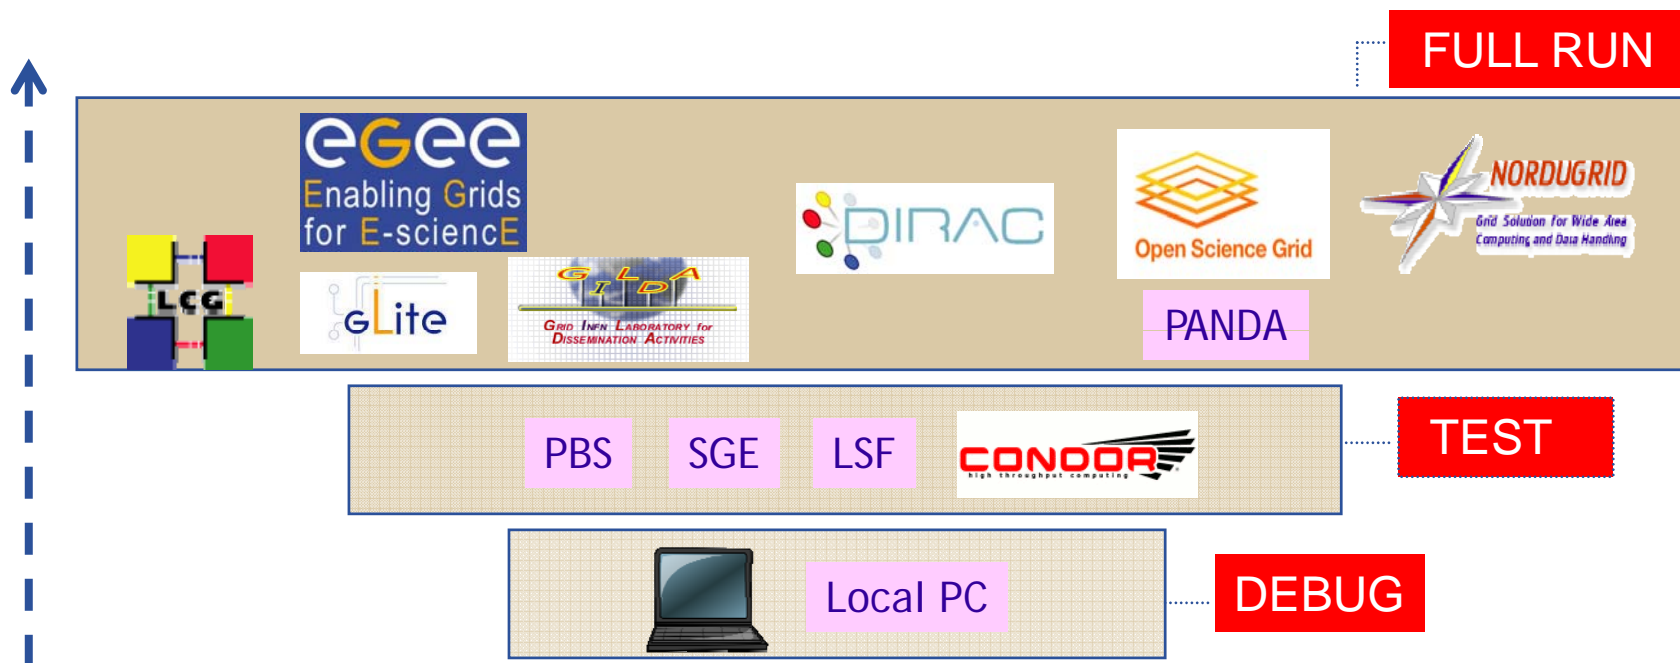 FULL RUN
eGee
Enabling Grids
for E-sciencE
LCG
gLite
GILDA
Grid Infn Laboratory for
Dissemination Activities
DIRAC
Open Science Grid
PANDA
NORDUGRID
Grid Solution for Wide Area
Computing and Data Handling
PBS
SGE
LSF
CONDOR
high throughput computing
TEST
Local PC
DEBUG